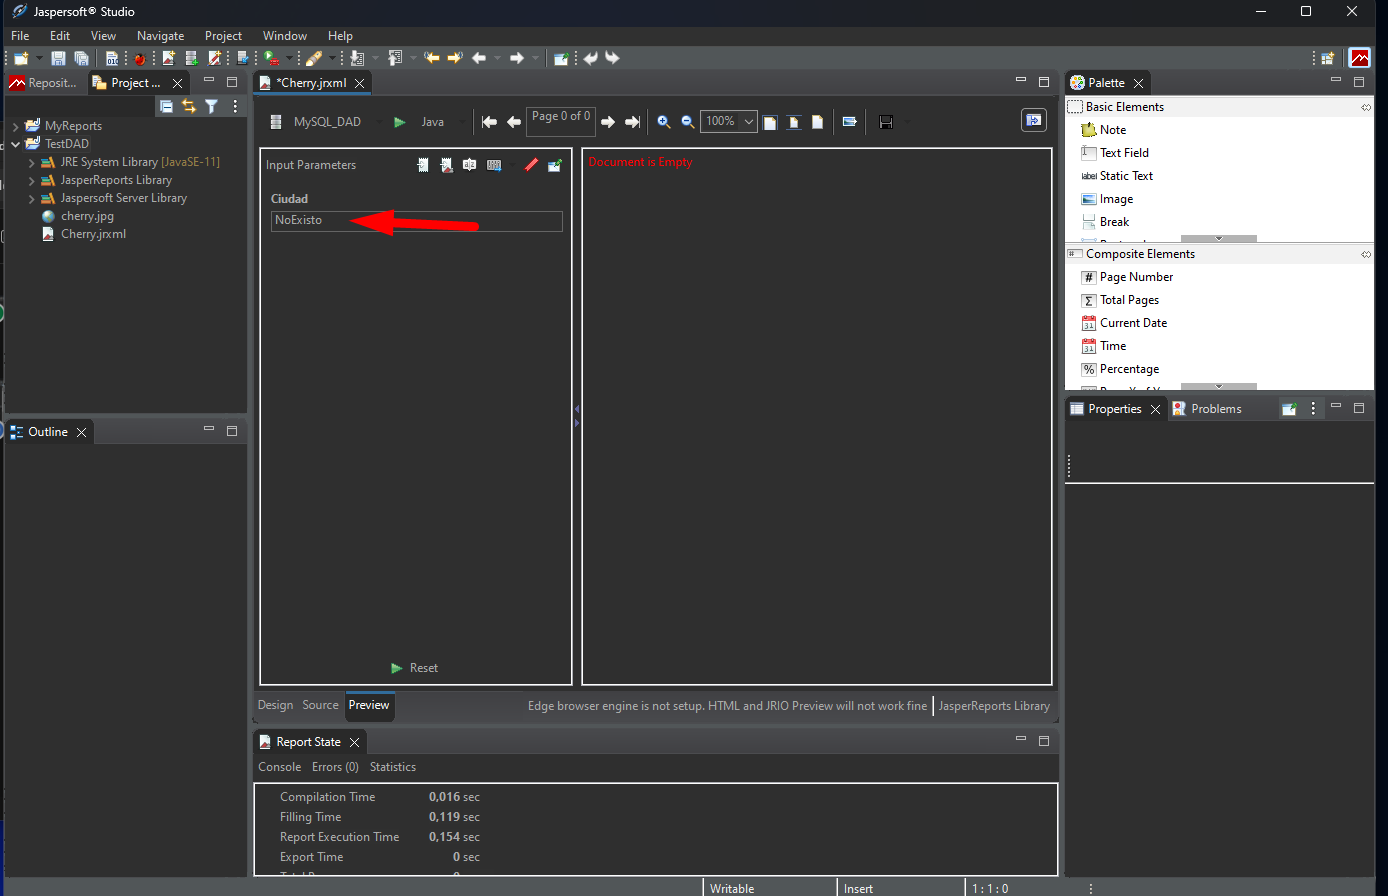 Jaspersoft® Studio
File Edit View Navigate Project Window Help
Reposit...
Project ...
MyReports
TestDAD
JRE System Library [JavaSE-11]
JasperReports Library
Jaspersoft Server Library
cherry.jpg
Cherry.jrxml
Outline
*Cherry.jrxml
MySQL_DAD
Java
Page 0 of 0
100%
Input Parameters
Ciudad
NoExisto
Reset
Document is Empty
Design Source Preview
Edge browser engine is not setup. HTML and JRIO Preview will not work fine
JasperReports Library
Report State
Console Errors (0) Statistics
Compilation Time 0,016 sec
Filling Time 0,119 sec
Report Execution Time 0,154 sec
Export Time 0 sec
Palette
Basic Elements
Note
Text Field
label Static Text
Image
Break
Composite Elements
# Page Number
Σ Total Pages
31 Current Date
31 Time
% Percentage
Properties
Problems
Writable
Insert
1 : 1 : 0